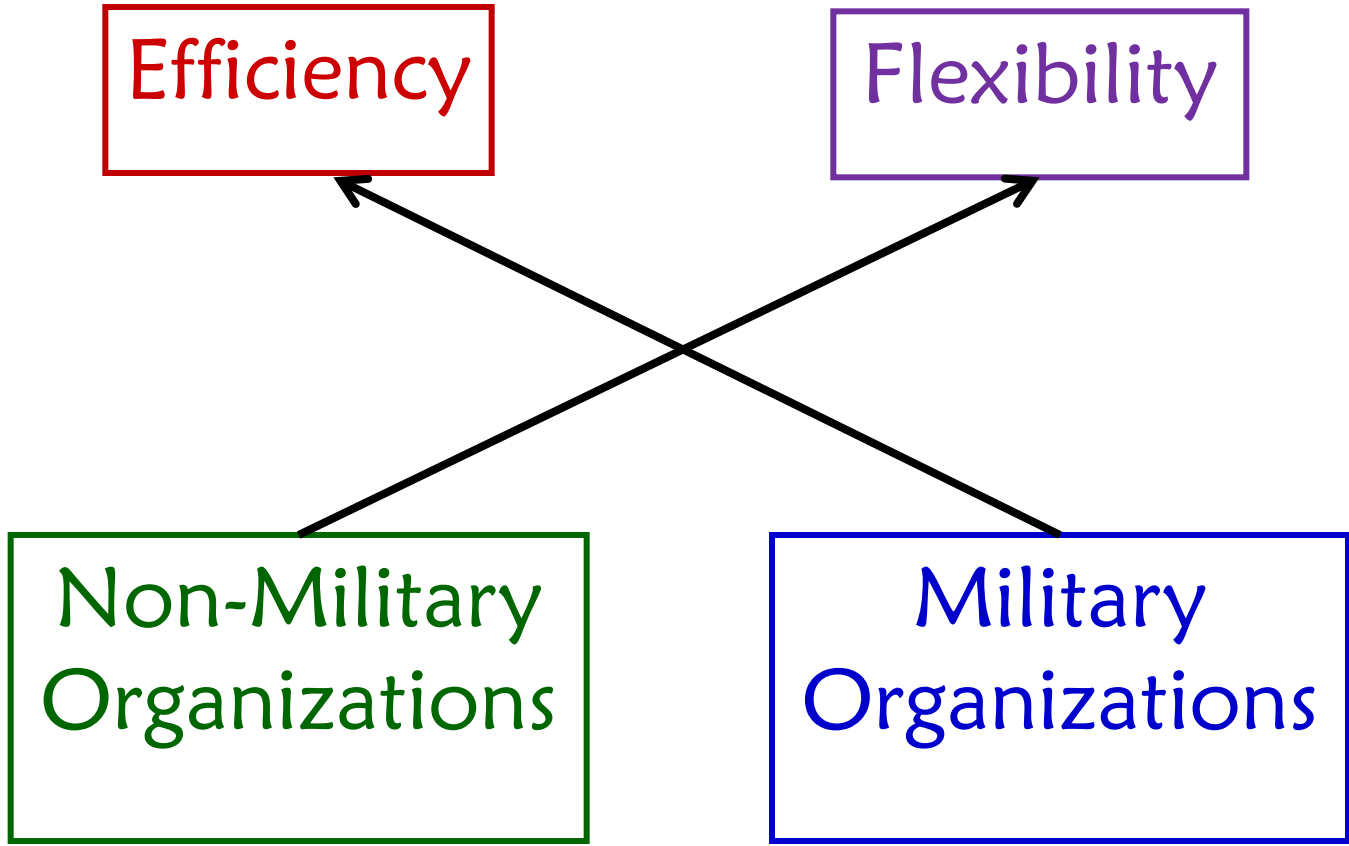 Efficiency
Flexibility
Non-Military
Organizations
Military
Organizations